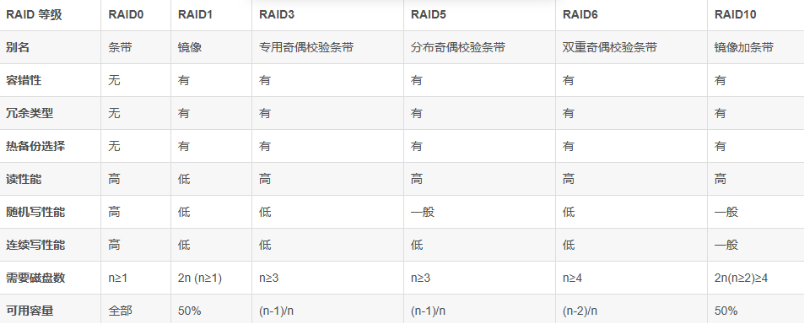 RAID 等级 RAID0 RAID1 RAID3 RAID5 RAID6 RAID10
别名 条带 镜像 专用奇偶校验条带 分布奇偶校验条带 双重奇偶校验条带 镜像加条带
容错性 无 有 有 有 有 有
冗余类型 无 有 有 有 有 有
热备份选择 无 有 有 有 有 有
读性能 高 低 高 高 高 高
随机写性能 高 低 低 一般 低 一般
连续写性能 高 低 低 低 低 一般
需要磁盘数 n≥1 2n (n≥1) n≥3 n≥3 n≥4 2n(n≥2)≥4
可用容量 全部 50% (n-1)/n (n-1)/n (n-2)/n 50%